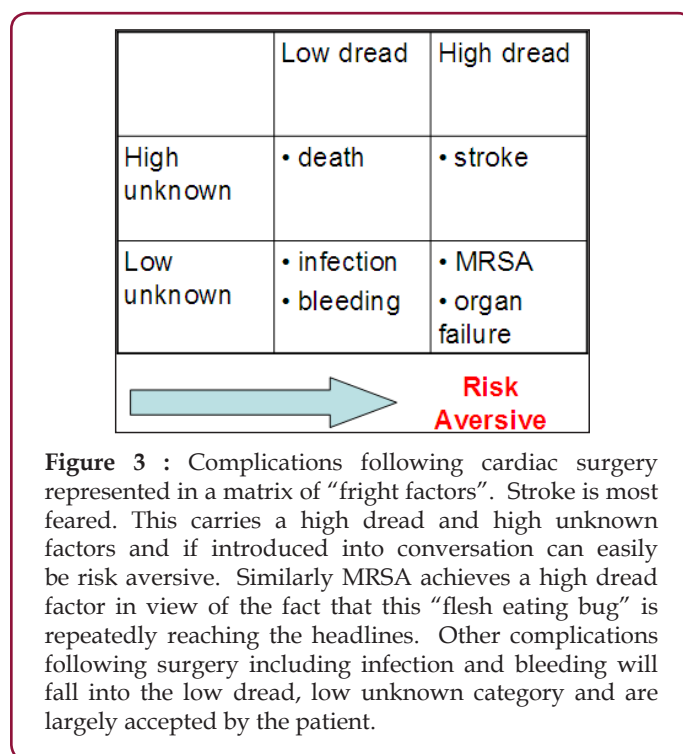 Low dread High dread
High • death • stroke
unknown
Low • infection • MRSA
unknown • bleeding • organ
failure
Risk
Aversive
Figure 3 : Complications following cardiac surgery
represented in a matrix of “fright factors”. Stroke is most
feared. This carries a high dread and high unknown
factors and if introduced into conversation can easily
be risk aversive. Similarly MRSA achieves a high dread
factor in view of the fact that this “flesh eating bug” is
repeatedly reaching the headlines. Other complications
following surgery including infection and bleeding will
fall into the low dread, low unknown category and are
largely accepted by the patient.